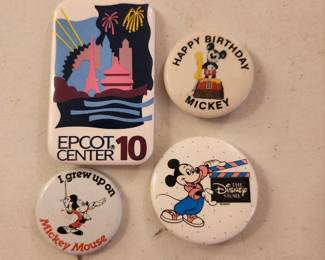 EPCOT
CENTER 10
HAPPY BIRTHDAY
MICKEY
I grew up on
Mickey Mouse
THE
DISNEY
STORE